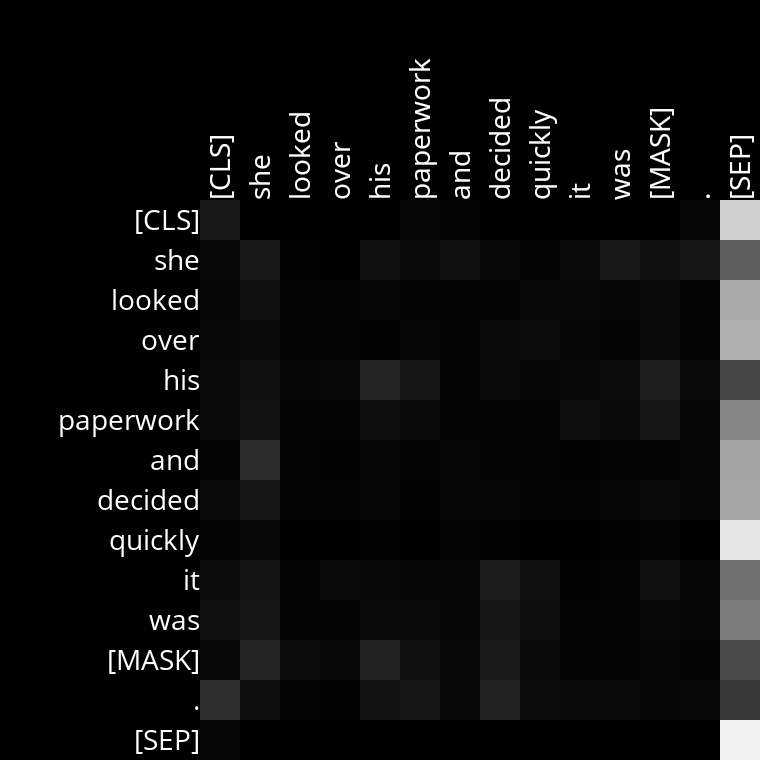 [CLS] she looked over his paperwork and decided quickly it was [MASK] . [SEP]
[CLS]
she
looked
over
his
paperwork
and
decided
quickly
it
was
[MASK]
.
[SEP]